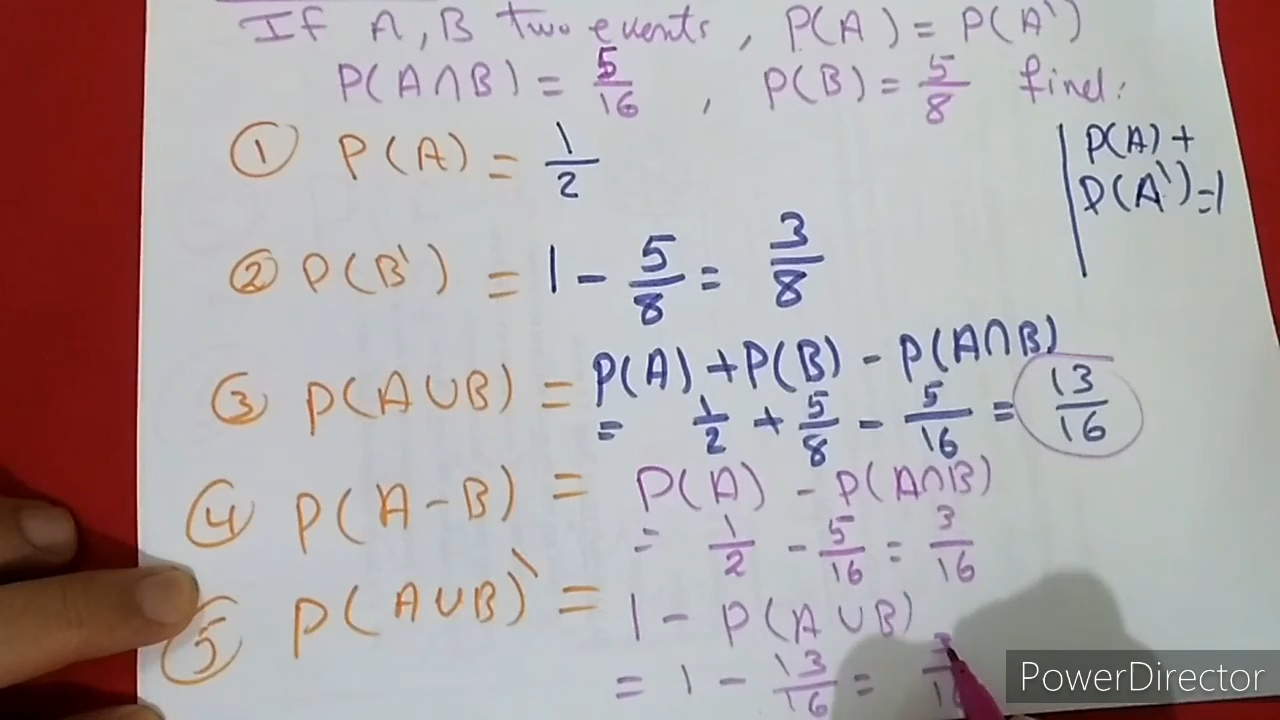 If A, B two events, P(A) = P(A`)
P(A∩B) = 5/16 , P(B) = 5/8 find:
① P(A) = 1/2
P(A) +
P(A`) = 1
② P(B`) = 1 - 5/8 = 3/8
③ P(A∪B) = P(A) + P(B) - P(A∩B)
= 1/2 + 5/8 - 5/16 = 13/16
④ P(A-B) = P(A) - P(A∩B)
= 1/2 - 5/16 = 3/16
⑤ P(A∪B)` = 1 - P(A∪B)
= 1 - 13/16 =
PowerDirector